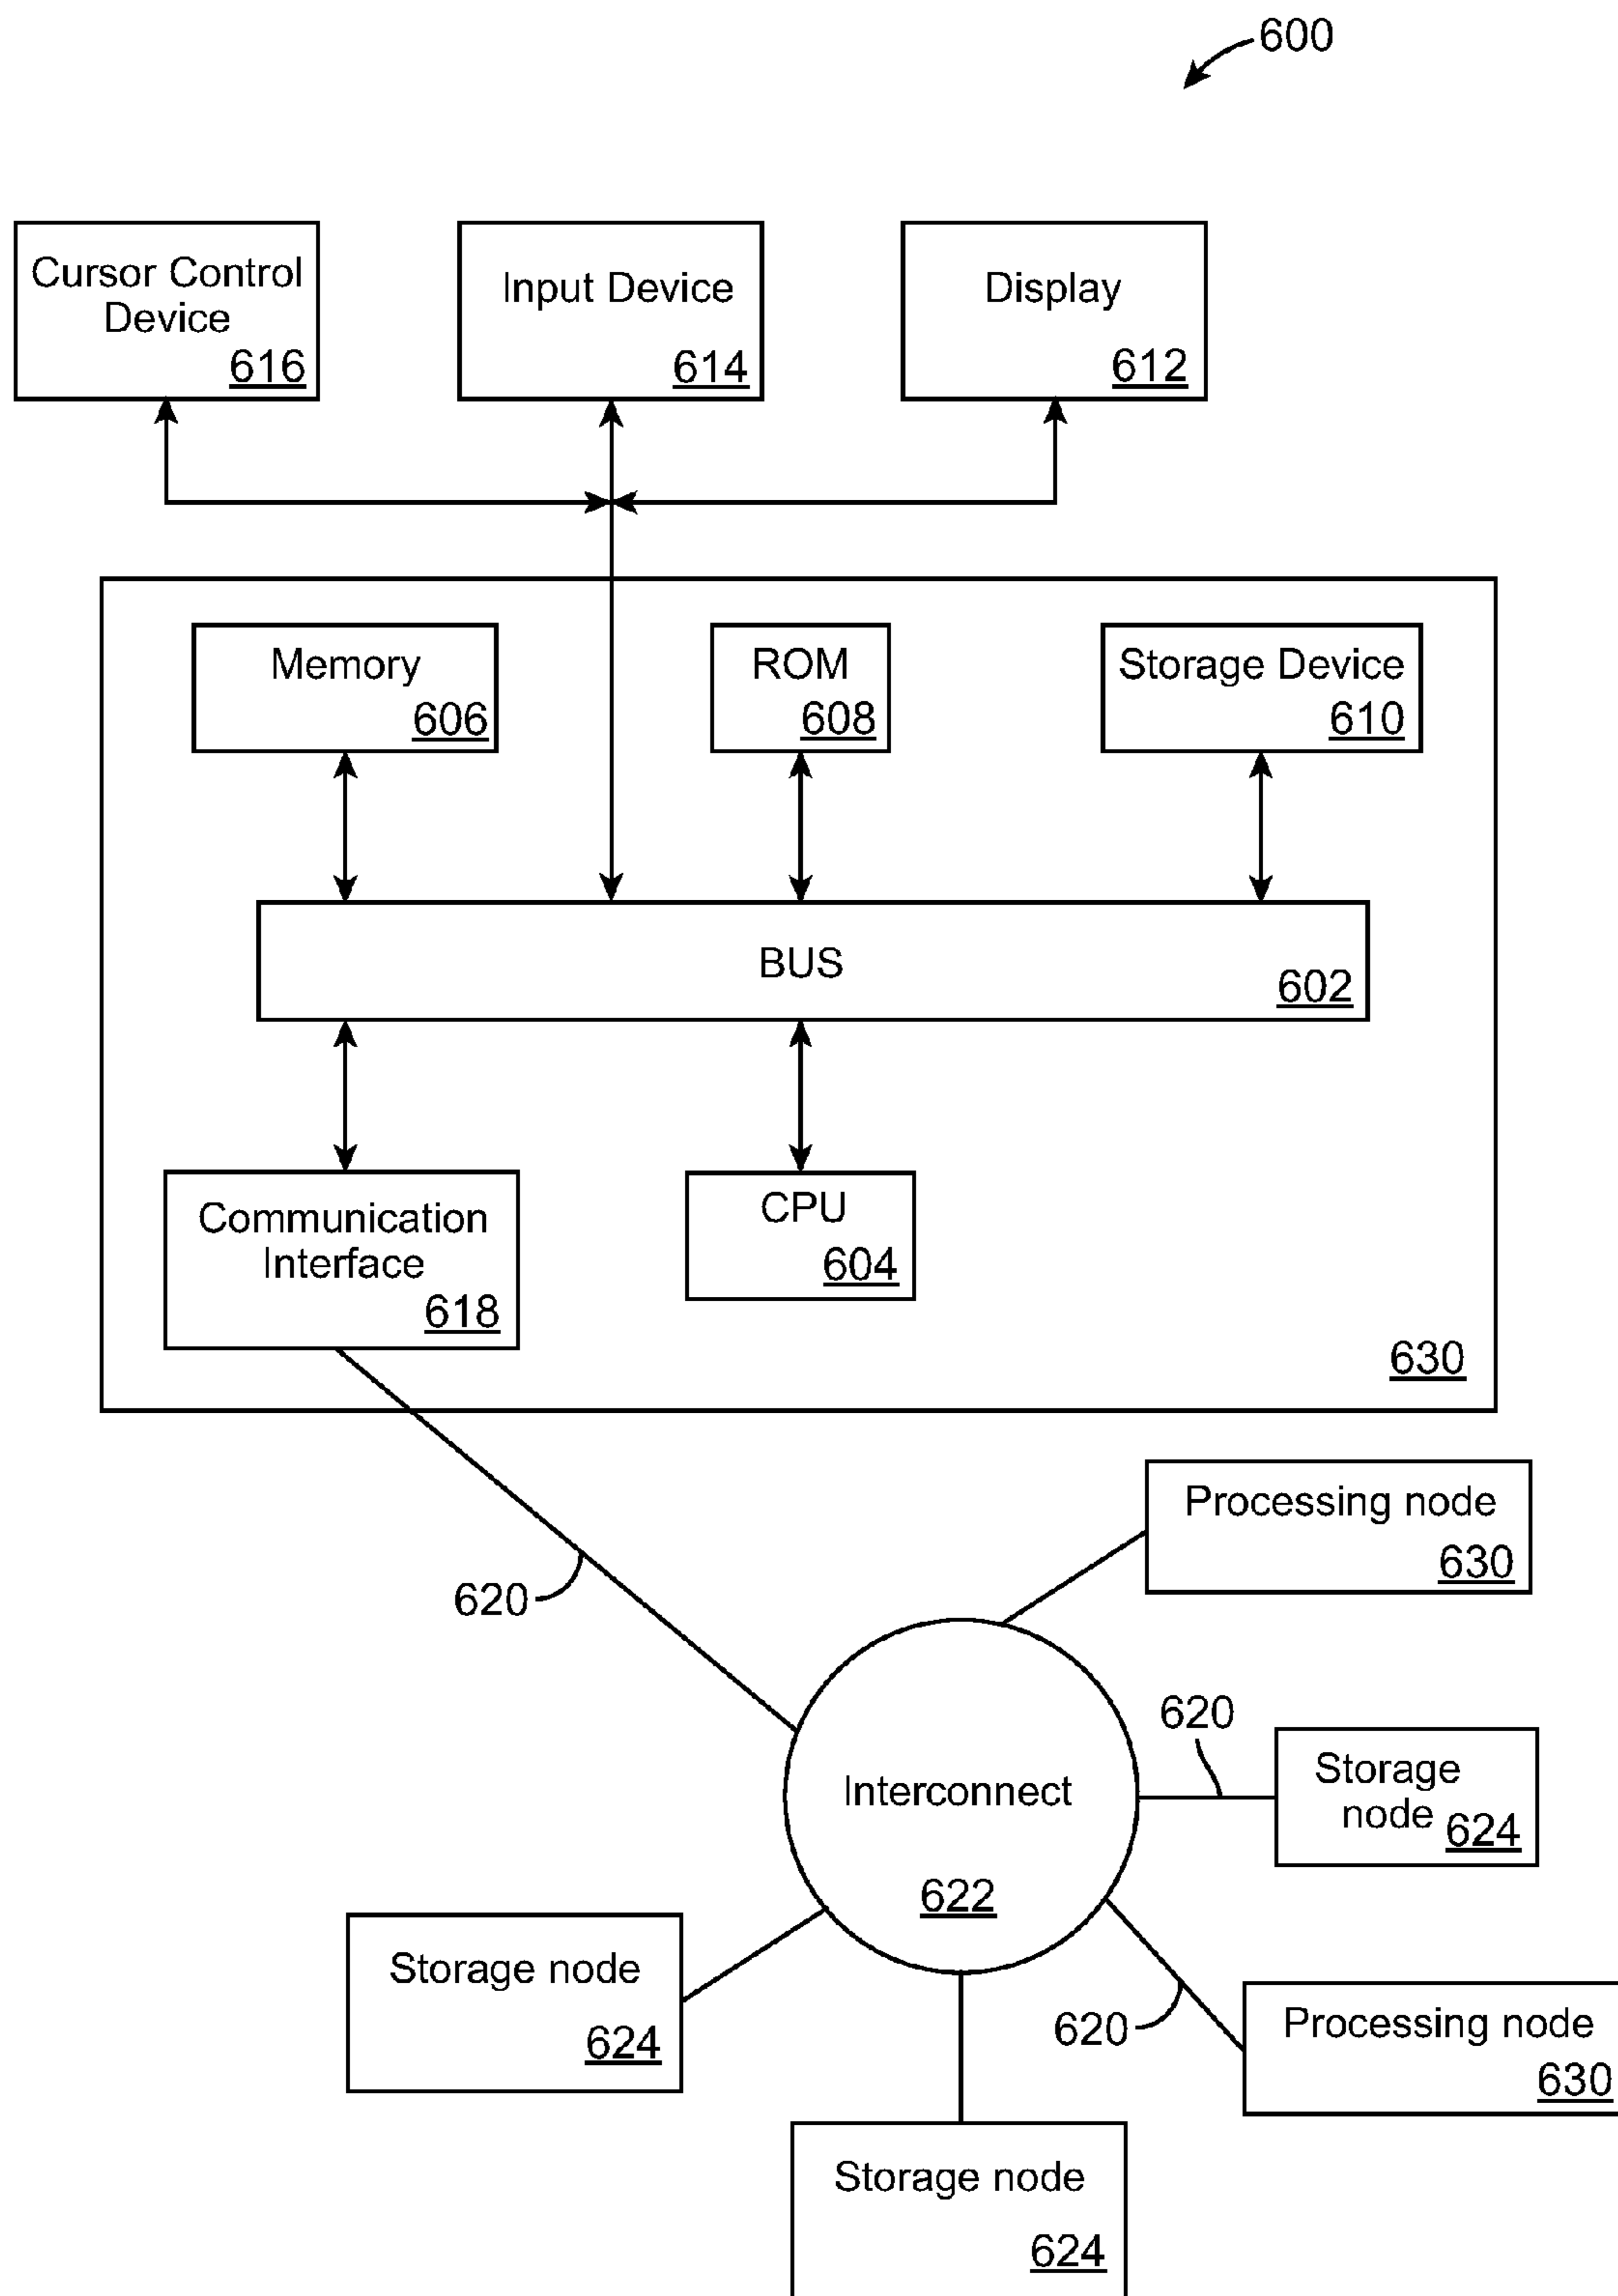 600
Cursor Control
Device
616
Input Device
614
Display
612
Memory
606
ROM
608
Storage Device
610
BUS
602
Communication
Interface
618
CPU
604
630
Processing node
630
620
620
Interconnect
622
Storage
node 624
Storage node
624
620
Processing node
630
Storage node
624